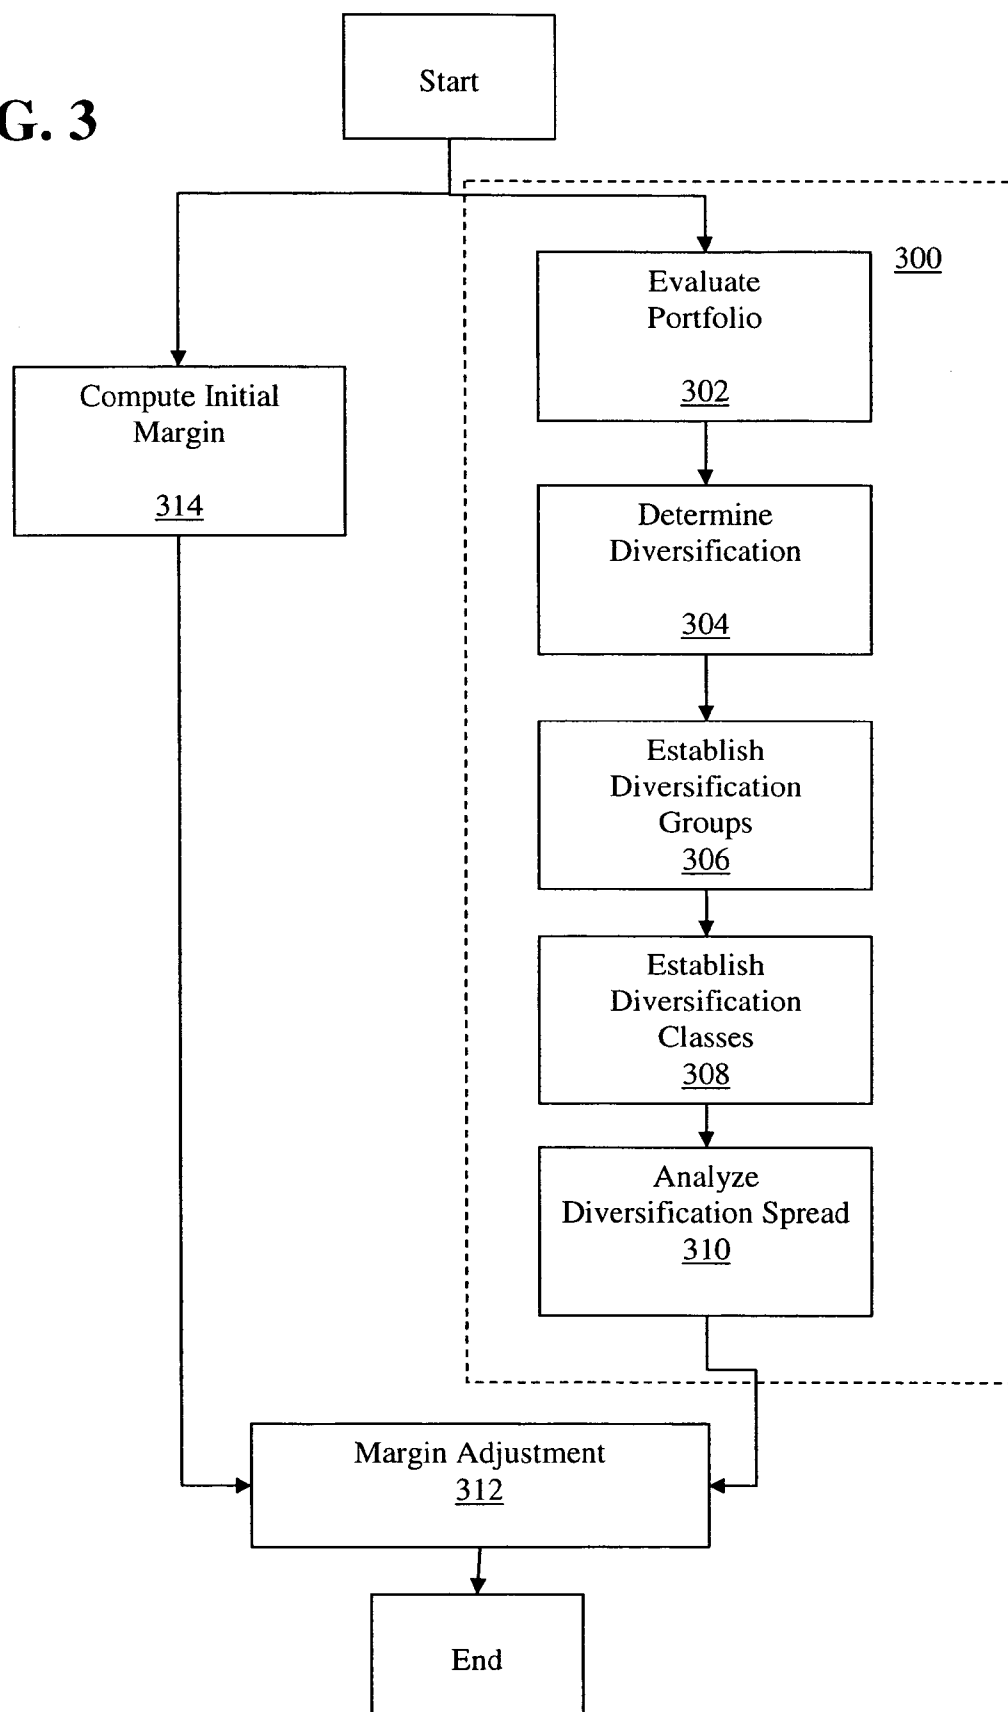 G. 3
Start
300
Evaluate
Portfolio
302
Compute Initial
Margin
314
Determine
Diversification
304
Establish
Diversification
Groups
306
Establish
Diversification
Classes
308
Analyze
Diversification Spread
310
Margin Adjustment
312
End